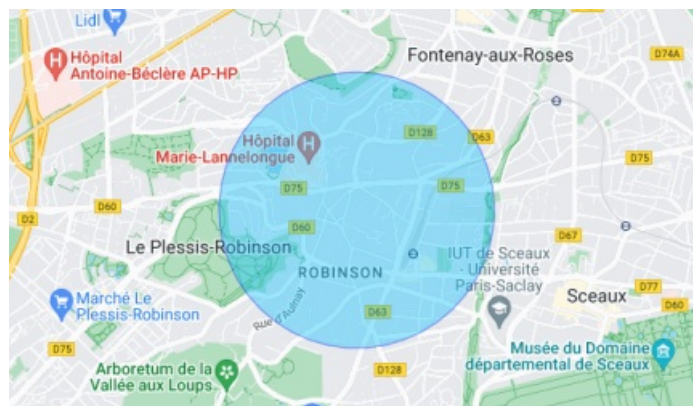 Lidl
Hôpital
Antoine-Béclère AP-HP
Fontenay-aux-Roses
D74A
D128
D63
Hôpital
Marie-Lannelongue
D75
D75
D75
D60
D2
D60
D67
Le Plessis-Robinson
IUT de Sceaux
- Université
Paris-Saclay
ROBINSON
D77
Sceaux
D60
Marché Le
Plessis-Robinson
D63
Rue d'Aulnay
D75
Musée du Domaine
départemental de Sceaux
Arboretum de la
Vallée aux Loups
D128